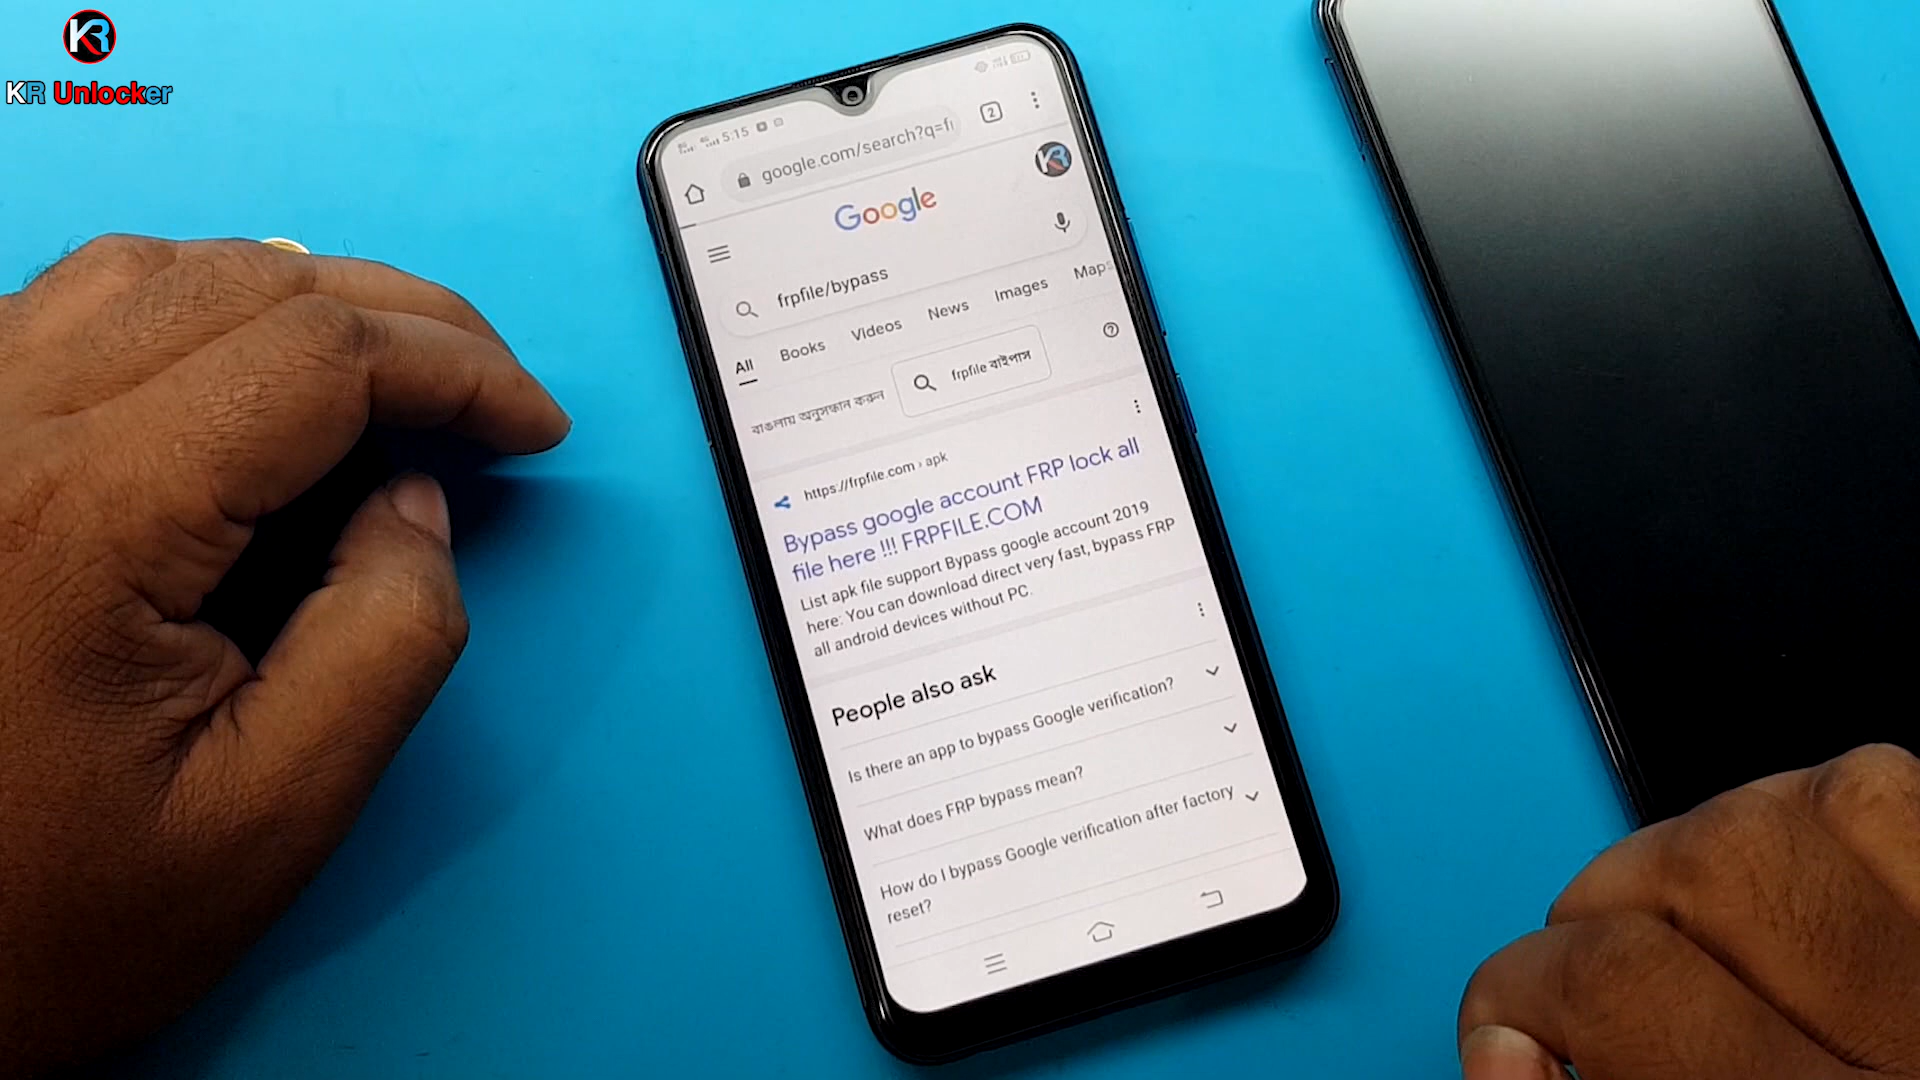 KR
KR Unlocker
5:15
google.com/search?q=fr
2
KR
Google
frpfile/bypass
All Books Videos News Images Maps
বাঙলায় অনুসন্ধান করুন
frpfile বাইপাস
https://frpfile.com › apk
Bypass google account FRP lock all
file here !!! FRPFILE.COM
List apk file support Bypass google account 2019
here: You can download direct very fast, bypass FRP
all android devices without PC.
People also ask
Is there an app to bypass Google verification?
What does FRP bypass mean?
How do I bypass Google verification after factory
reset?